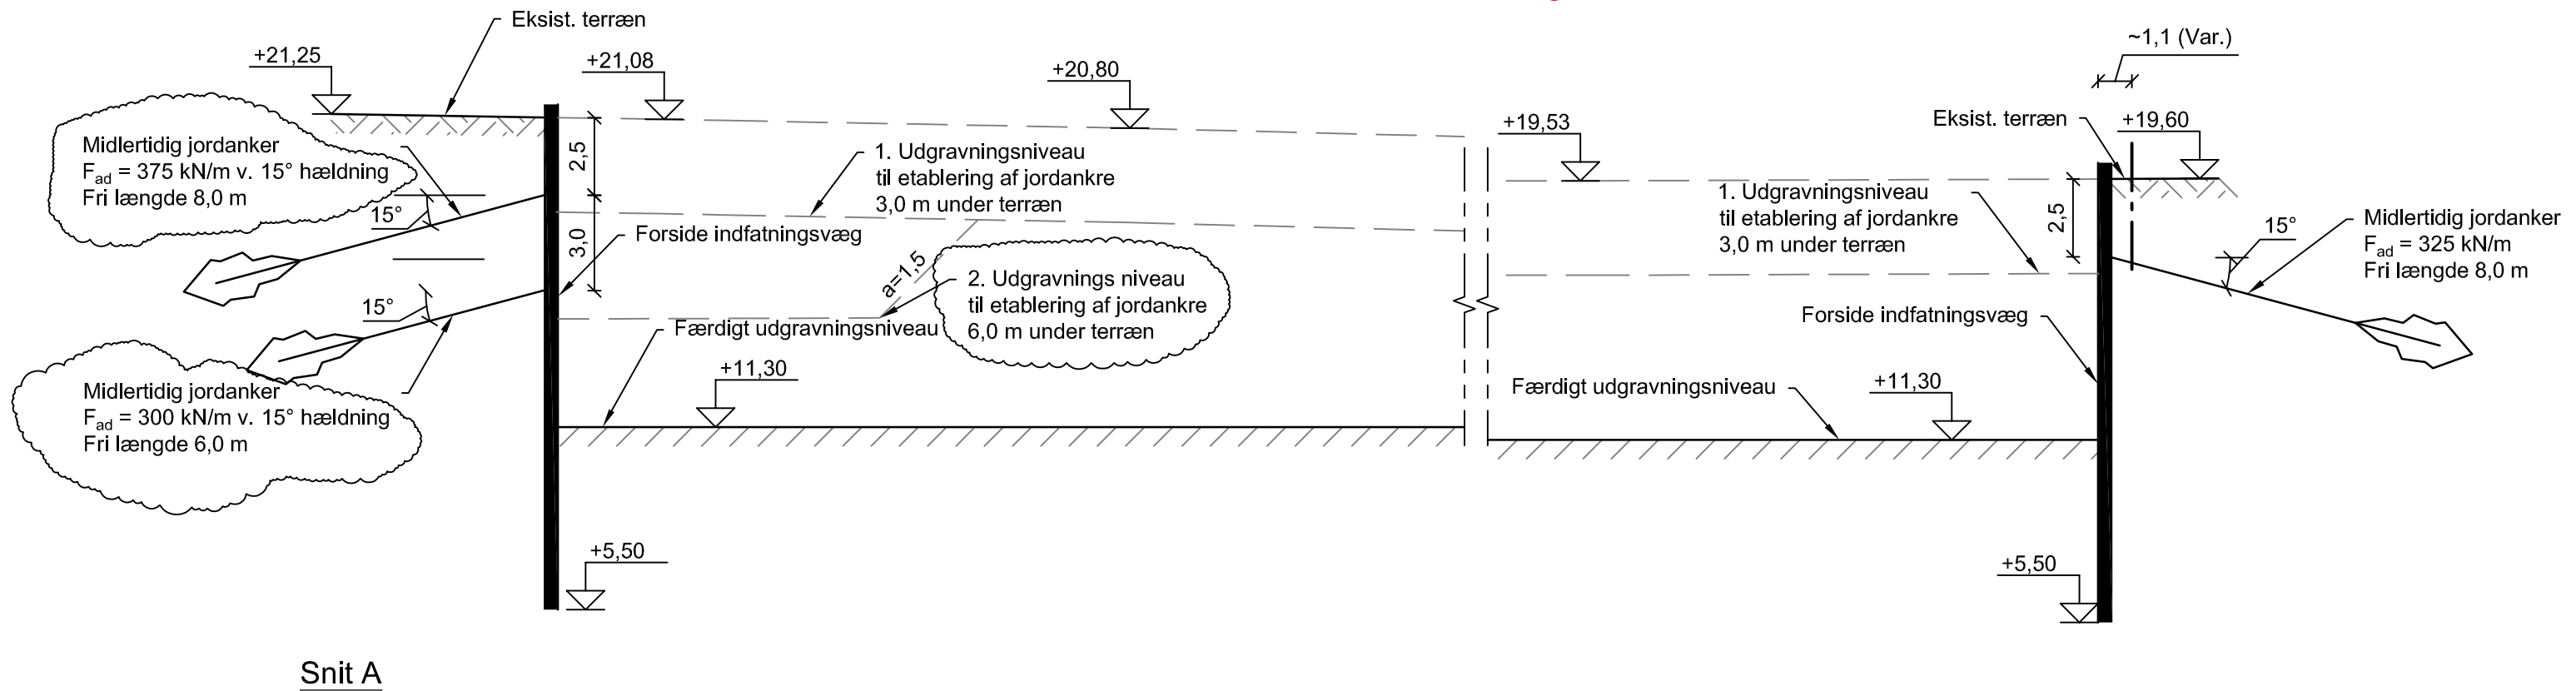 Eksist. terræn
+21,25
+21,08
+20,80
~1,1 (Var.)
Midlertidig jordanker
Fad = 375 kN/m v. 15° hældning
Fri længde 8,0 m
15°
2,5
3,0
1. Udgravningsniveau
til etablering af jordankre
3,0 m under terræn
Forside indfatningsvæg
a=1,5
2. Udgravnings niveau
til etablering af jordankre
6,0 m under terræn
15°
Færdigt udgravningsniveau
Midlertidig jordanker
Fad = 300 kN/m v. 15° hældning
Fri længde 6,0 m
+11,30
+5,50
+19,53
Eksist. terræn
+19,60
1. Udgravningsniveau
til etablering af jordankre
3,0 m under terræn
2,5
15°
Midlertidig jordanker
Fad = 325 kN/m
Fri længde 8,0 m
Forside indfatningsvæg
Færdigt udgravningsniveau
+11,30
+5,50
Snit A